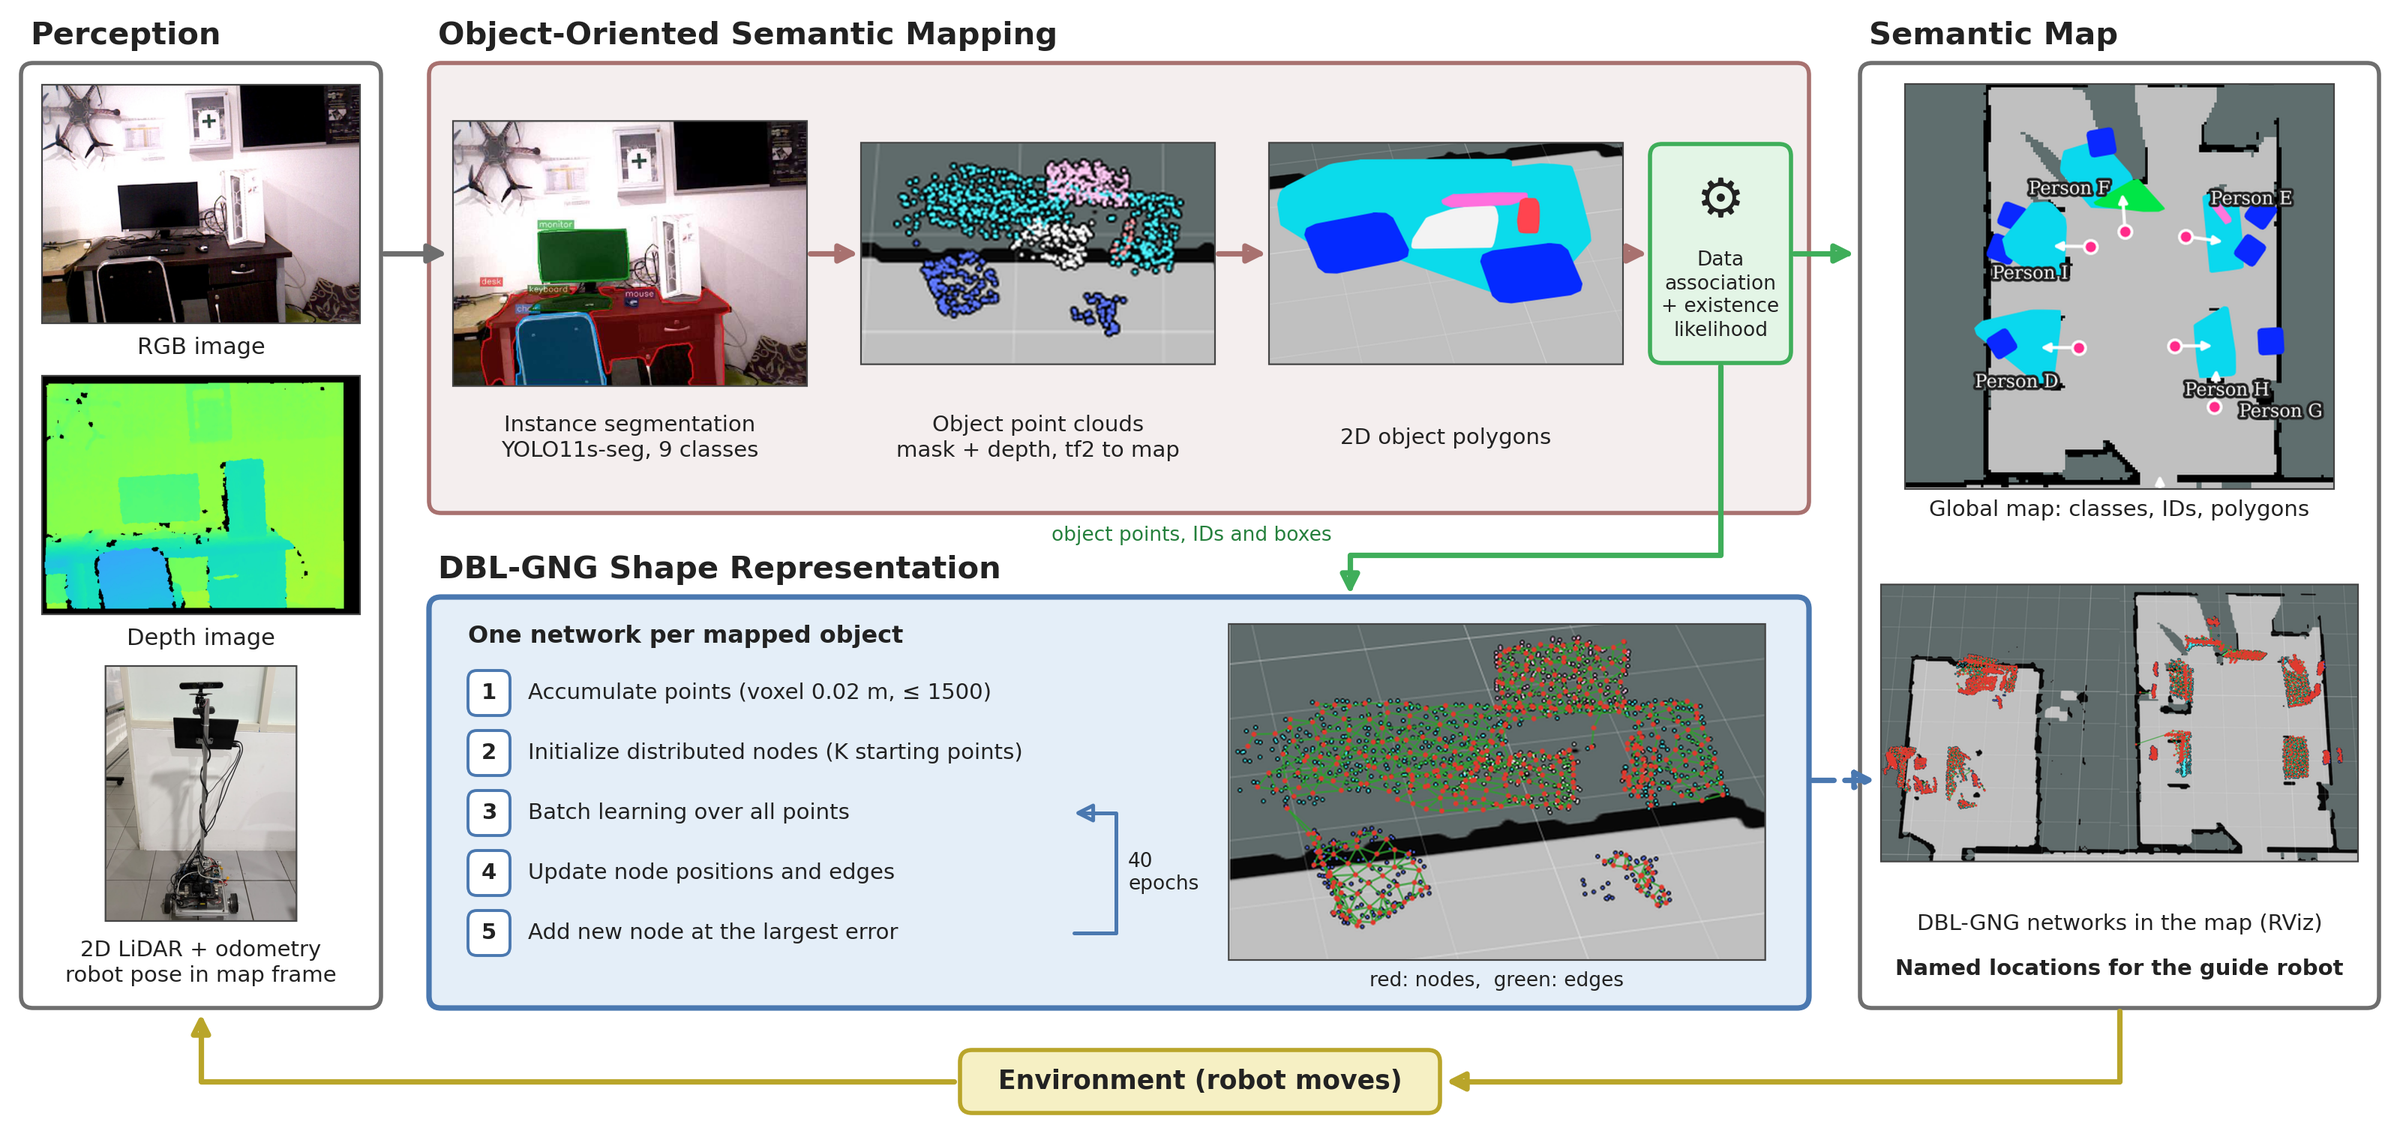 Perception
RGB image
Depth image
2D LiDAR + odometry
robot pose in map frame
Object-Oriented Semantic Mapping
monitor
desk
keyboard
mouse
Instance segmentation
YOLO11s-seg, 9 classes
Object point clouds
mask + depth, tf2 to map
2D object polygons
Data
association
+ existence
likelihood
object points, IDs and boxes
DBL-GNG Shape Representation
One network per mapped object
1 Accumulate points (voxel 0.02 m, ≤ 1500)
2 Initialize distributed nodes (K starting points)
3 Batch learning over all points
4 Update node positions and edges
5 Add new node at the largest error
40
epochs
red: nodes, green: edges
Semantic Map
Person F
Person E
Person I
Person D
Person H
Person G
Global map: classes, IDs, polygons
DBL-GNG networks in the map (RViz)
Named locations for the guide robot
Environment (robot moves)